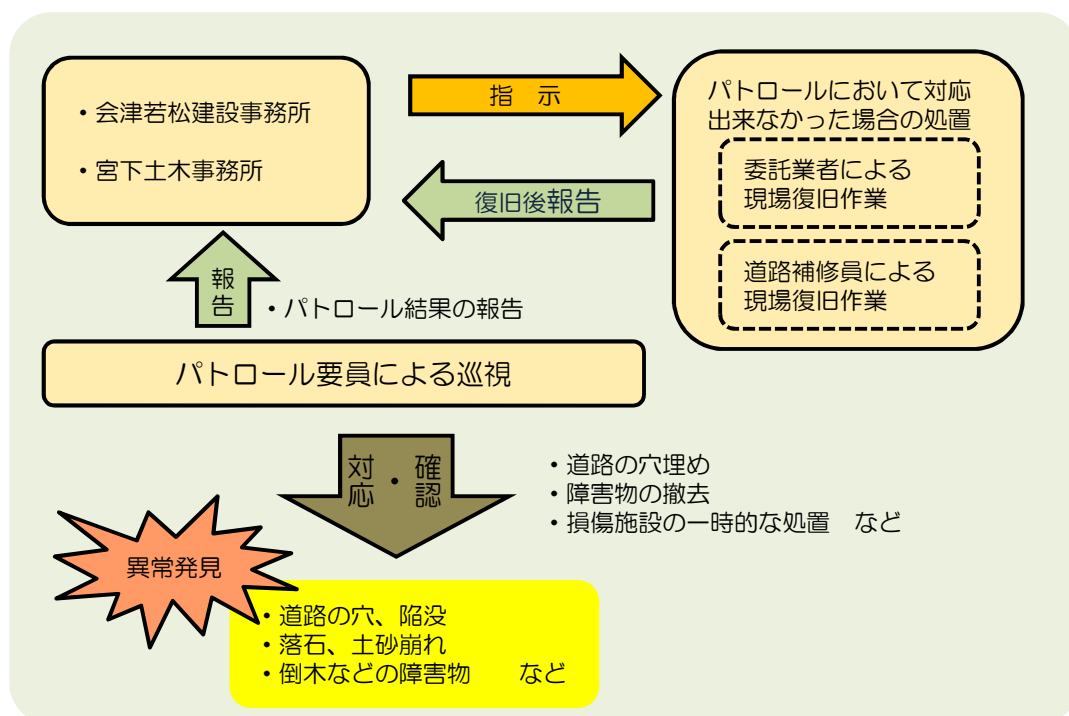 ・会津若松建設事務所
・宮下土木事務所
指　示
復旧後報告
パトロールにおいて対応
出来なかった場合の処置
委託業者による
現場復旧作業
道路補修員による
現場復旧作業
報告
・パトロール結果の報告
パトロール要員による巡視
対応・確認
・道路の穴埋め
・障害物の撤去
・損傷施設の一時的な処置　など
異常発見
・道路の穴、陥没
・落石、土砂崩れ
・倒木などの障害物　　など